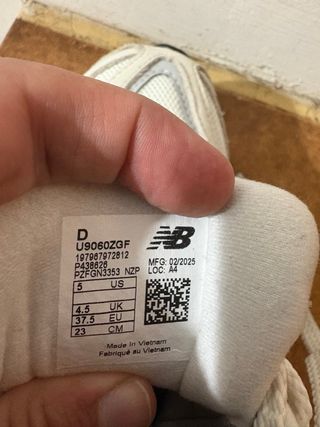 D
U9060ZGF
197967972812
P438626
PZFGN3353 NZP
5 US
4.5 UK
37.5 EU
23 CM
NB
MFG: 02/2025
LOC: A4
Made in Vietnam
Fabriqué au Vietnam